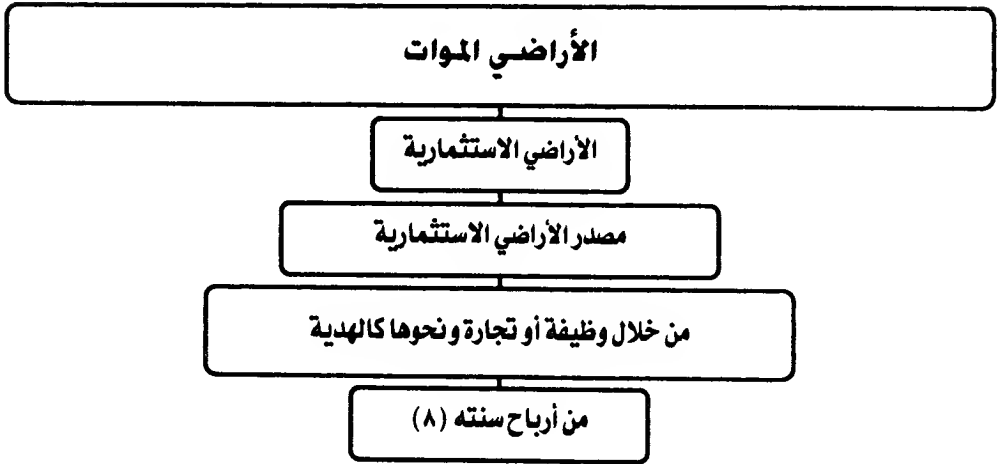 الأراضي الموات
الأراضي الاستثمارية
مصدر الأراضي الاستثمارية
من خلال وظيفة أو تجارة ونحوها كالهدية
من أرباح سنته (٨)